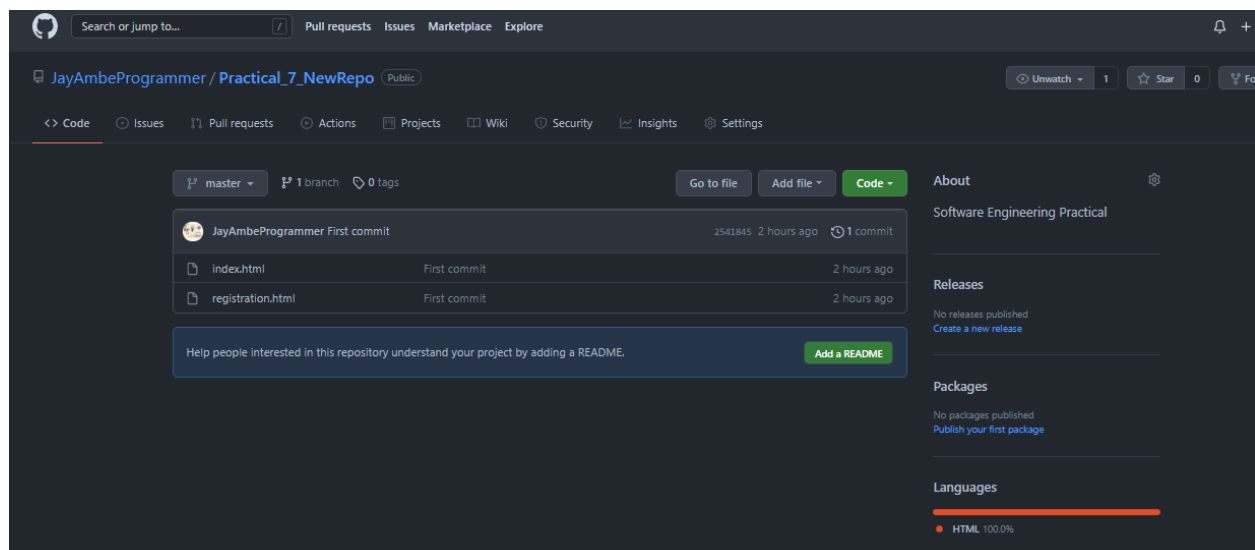 Search or jump to... / Pull requests Issues Marketplace Explore
JayAmbeProgrammer / Practical_7_NewRepo Public Unwatch 1 Star 0 Fo
<> Code Issues Pull requests Actions Projects Wiki Security Insights Settings
master 1 branch 0 tags Go to file Add file Code
JayAmbeProgrammer First commit 2541845 2 hours ago 1 commit
index.html First commit 2 hours ago
registration.html First commit 2 hours ago
Help people interested in this repository understand your project by adding a README. Add a README
About
Software Engineering Practical
Releases
No releases published
Create a new release
Packages
No packages published
Publish your first package
Languages
HTML 100.0%